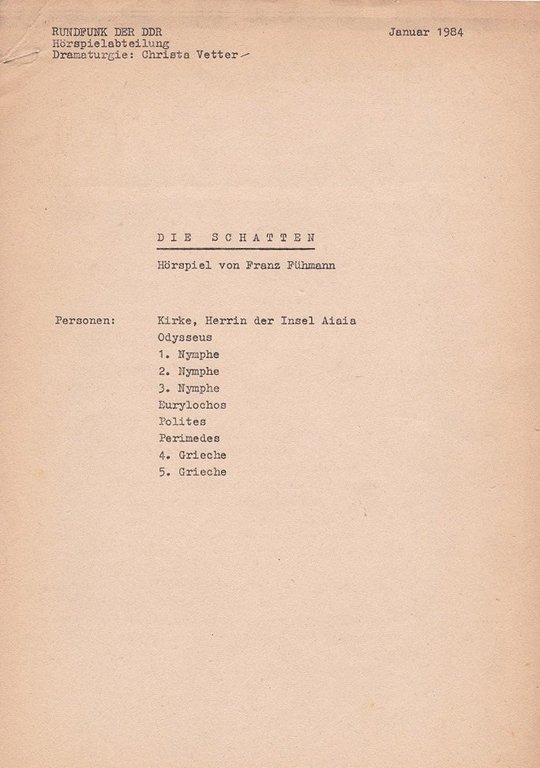 RUNDFUNK DER DDR Januar 1984
Hörspielabteilung
Dramaturgie: Christa Vetter
DIE SCHATTEN
Hörspiel von Franz Fühmann
Personen: Kirke, Herrin der Insel Aiaia
Odysseus
1. Nymphe
2. Nymphe
3. Nymphe
Eurylochos
Polites
Perimedes
4. Grieche
5. Grieche